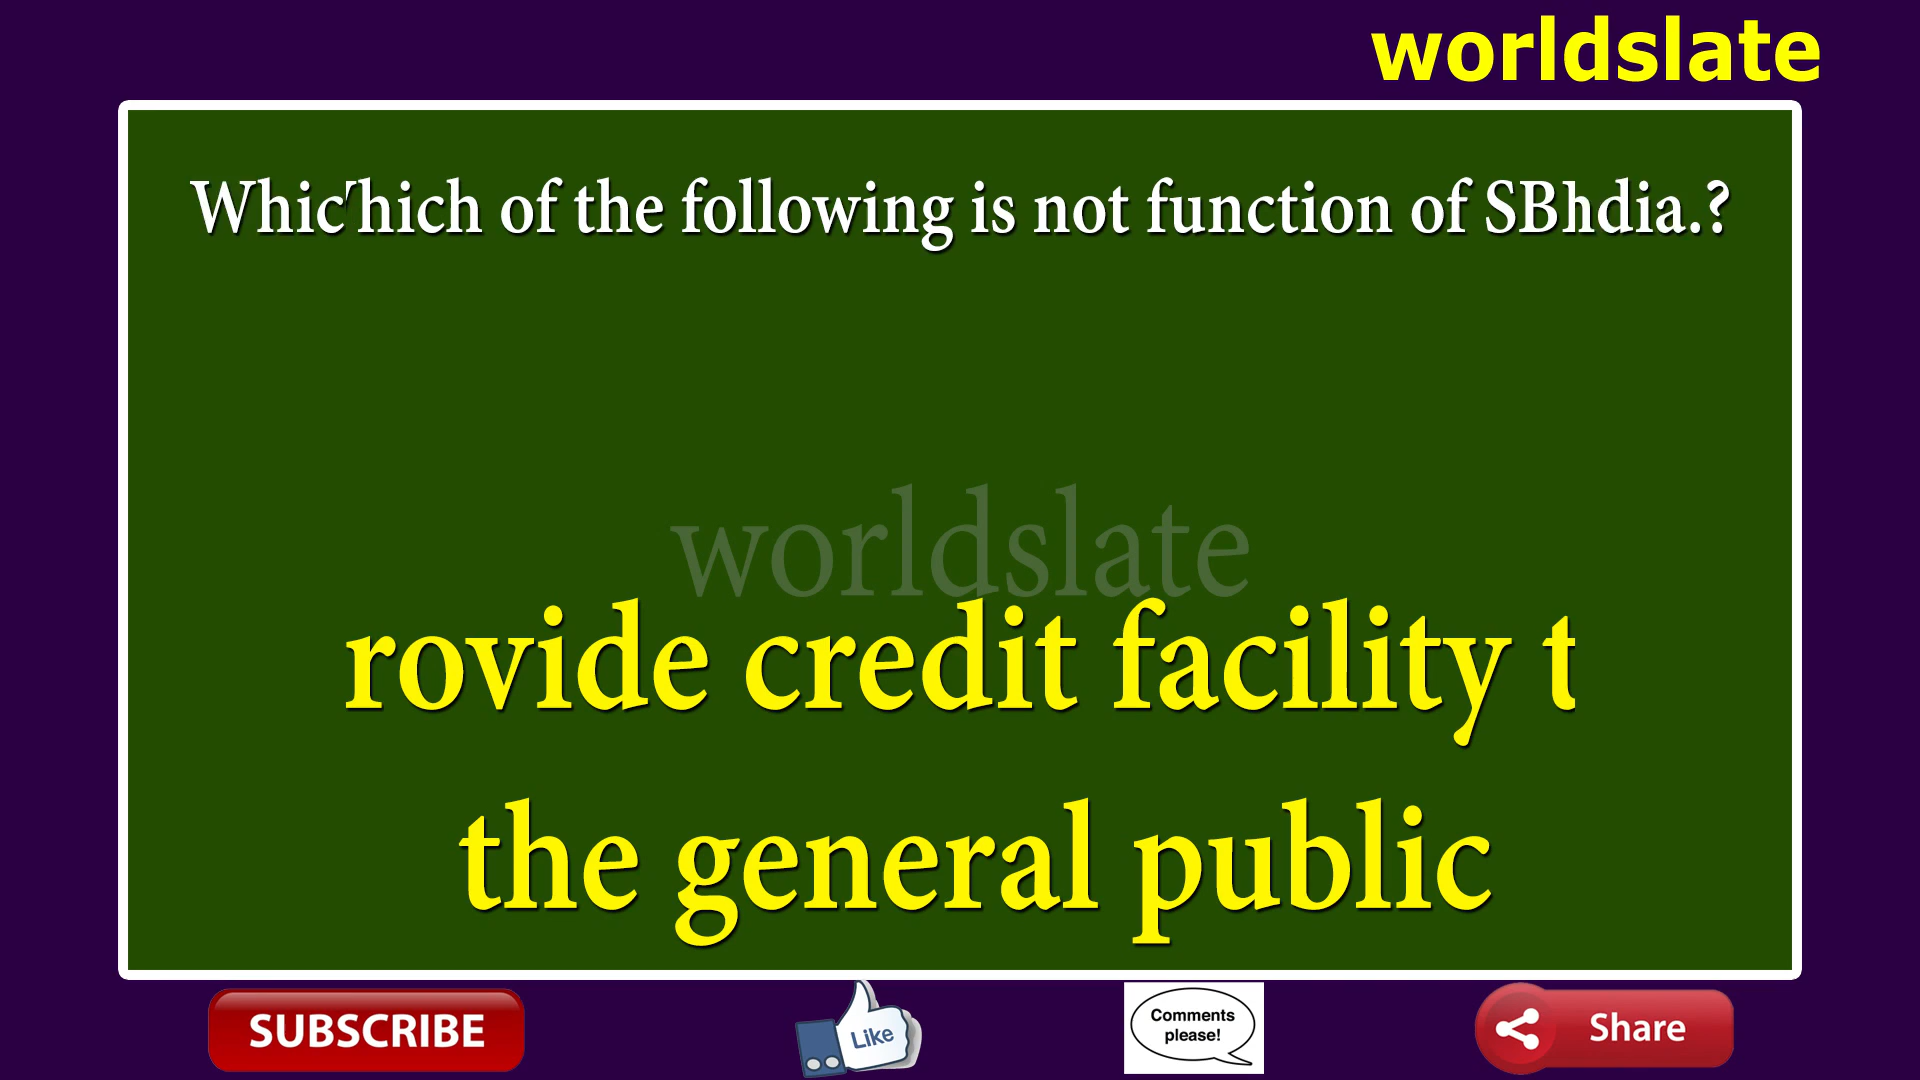 worldslate
Whic'hich of the following is not function of SBhdia.?
worldslate
rovide credit facility t
the general public
SUBSCRIBE
Like
Comments
please!
Share